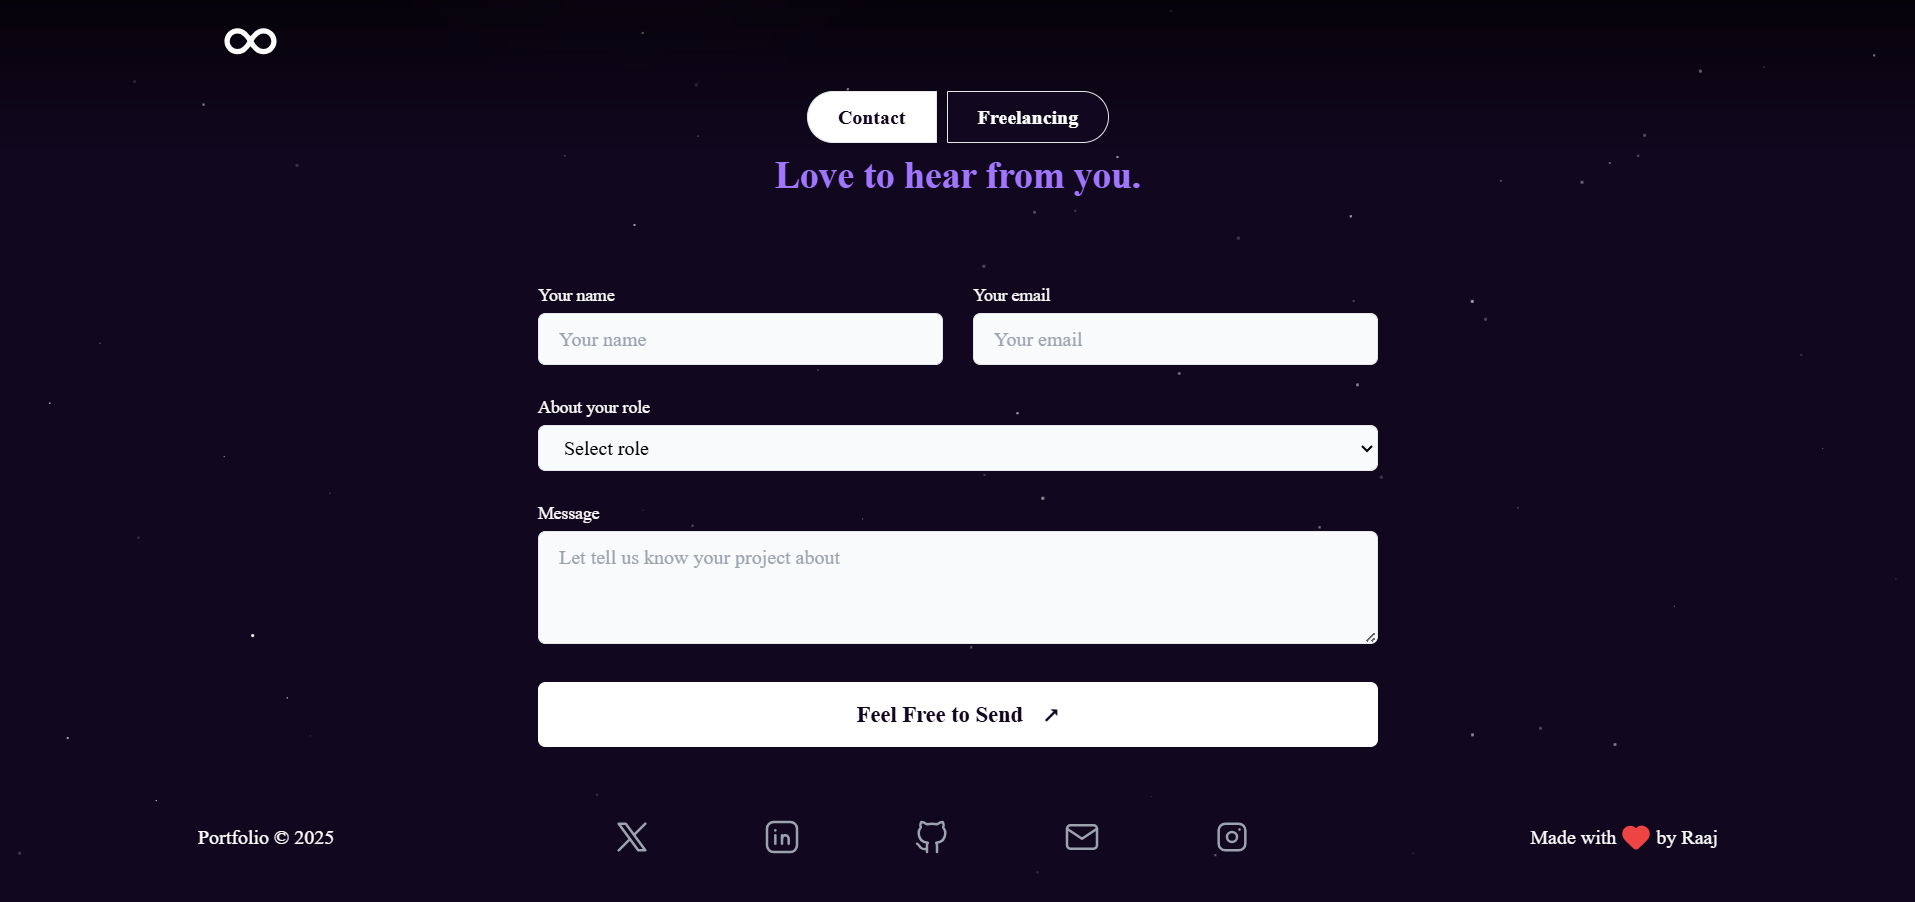 Contact
Freelancing
Love to hear from you.
Your name
Your email
Your name
Your email
About your role
Select role
Message
Let tell us know your project about
Feel Free to Send ↗
Portfolio © 2025
in
Made with ❤ by Raaj